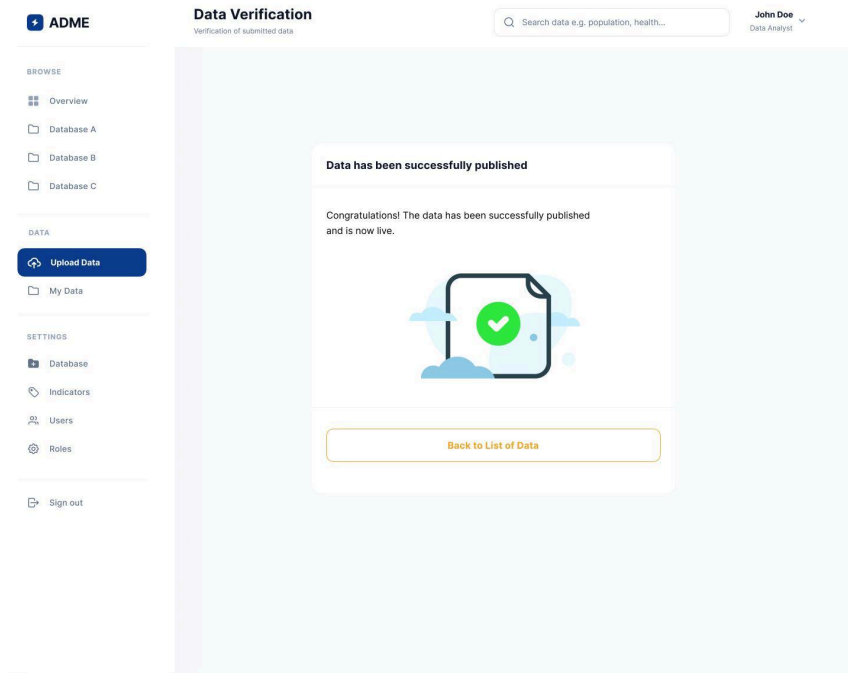 ADME
Data Verification
Verification of submitted data
Search data e.g. population, health...
John Doe
Data Analyst
BROWSE
Overview
Database A
Database B
Database C
DATA
Upload Data
My Data
SETTINGS
Database
Indicators
Users
Roles
Sign out
Data has been successfully published
Congratulations! The data has been successfully published
and is now live.
Back to List of Data